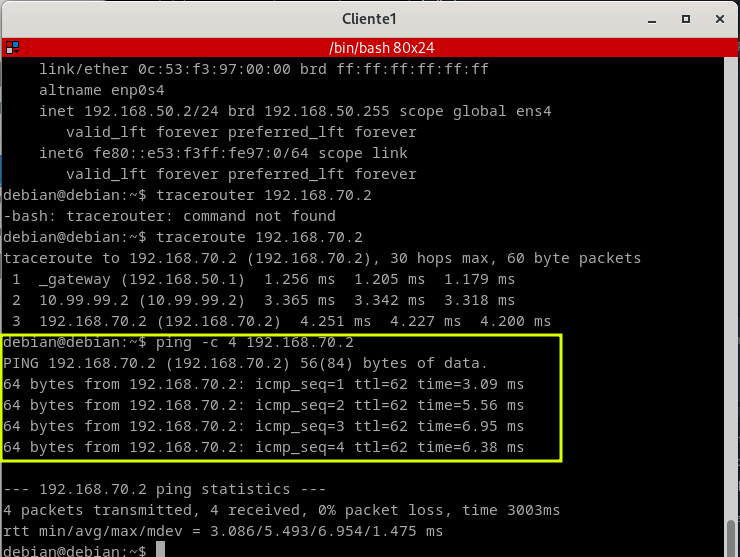 Cliente1
/bin/bash 80x24
    link/ether 0c:53:f3:97:00:00 brd ff:ff:ff:ff:ff:ff
    altname enp0s4
    inet 192.168.50.2/24 brd 192.168.50.255 scope global ens4
       valid_lft forever preferred_lft forever
    inet6 fe80::e53:f3ff:fe97:0/64 scope link
       valid_lft forever preferred_lft forever
debian@debian:~$ tracerouter 192.168.70.2
-bash: tracerouter: command not found
debian@debian:~$ traceroute 192.168.70.2
traceroute to 192.168.70.2 (192.168.70.2), 30 hops max, 60 byte packets
 1  _gateway (192.168.50.1)  1.256 ms  1.205 ms  1.179 ms
 2  10.99.99.2 (10.99.99.2)  3.365 ms  3.342 ms  3.318 ms
 3  192.168.70.2 (192.168.70.2)  4.251 ms  4.227 ms  4.200 ms
debian@debian:~$ ping -c 4 192.168.70.2
PING 192.168.70.2 (192.168.70.2) 56(84) bytes of data.
64 bytes from 192.168.70.2: icmp_seq=1 ttl=62 time=3.09 ms
64 bytes from 192.168.70.2: icmp_seq=2 ttl=62 time=5.56 ms
64 bytes from 192.168.70.2: icmp_seq=3 ttl=62 time=6.95 ms
64 bytes from 192.168.70.2: icmp_seq=4 ttl=62 time=6.38 ms

--- 192.168.70.2 ping statistics ---
4 packets transmitted, 4 received, 0% packet loss, time 3003ms
rtt min/avg/max/mdev = 3.086/5.493/6.954/1.475 ms
debian@debian:~$